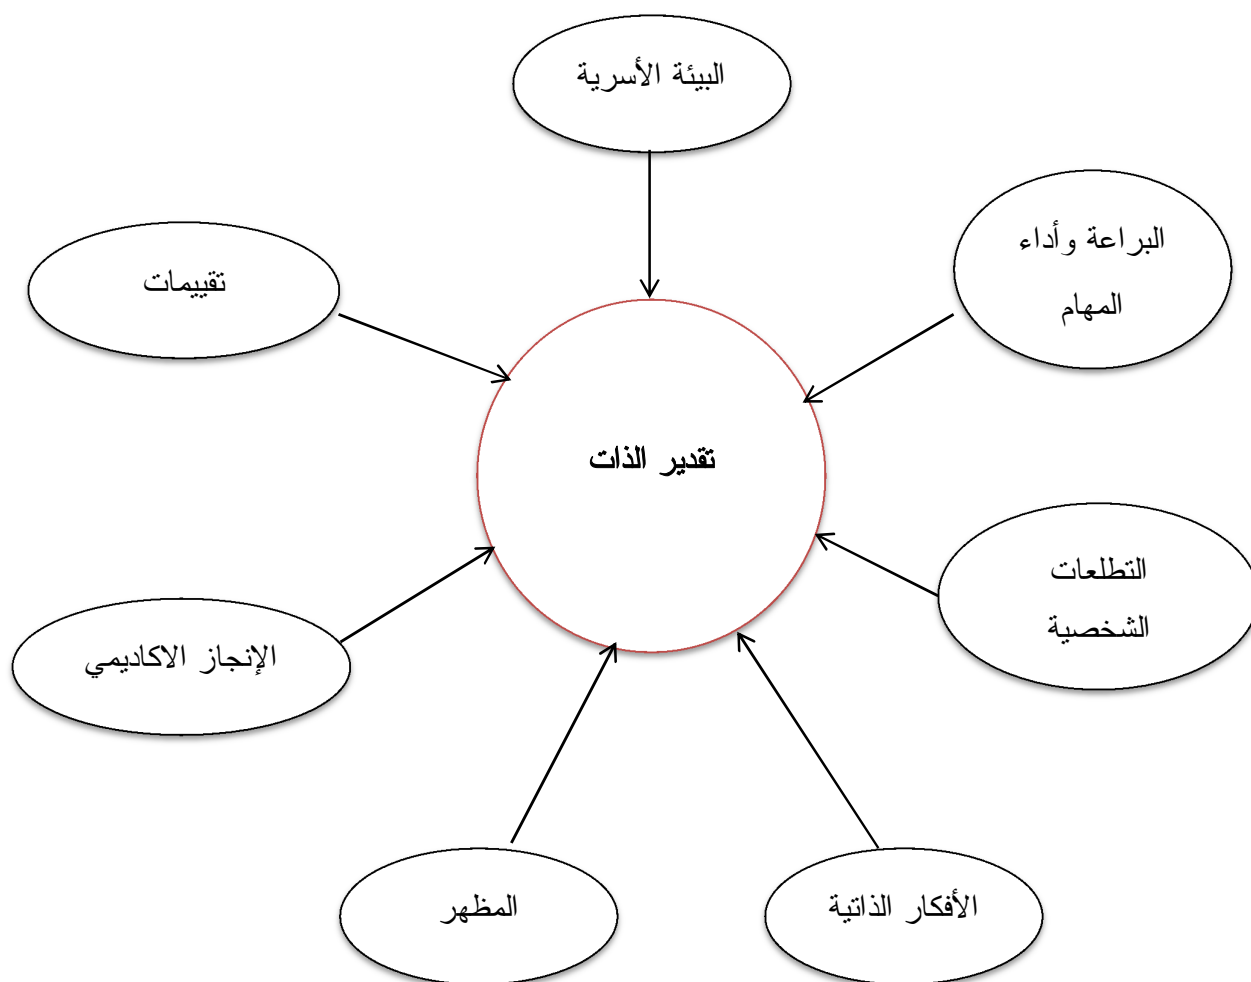 البيئة الأسرية
البراعة وأداء
المهام
تقييمات
تقدير الذات
التطلعات
الشخصية
الإنجاز الاكاديمي
المظهر
الأفكار الذاتية